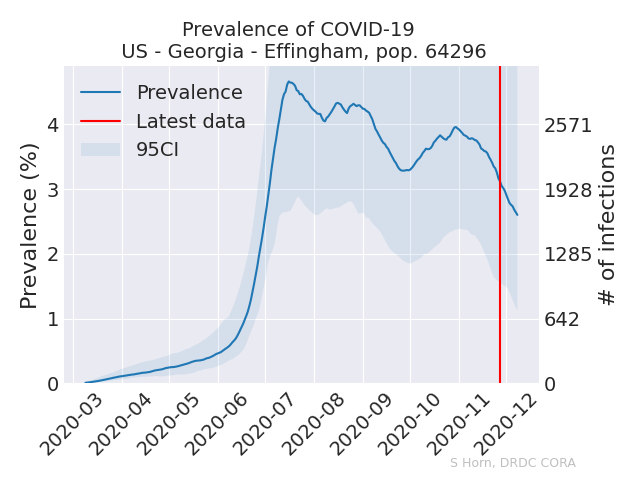 Prevalence of COVID-19
US - Georgia - Effingham, pop. 64296
Prevalence
Latest data
95CI
Prevalence (%)
4
3
2
1
0
2571
1928
1285
642
0
# of infections
2020-03
2020-04
2020-05
2020-06
2020-07
2020-08
2020-09
2020-10
2020-11
2020-12
S Horn, DRDC CORA